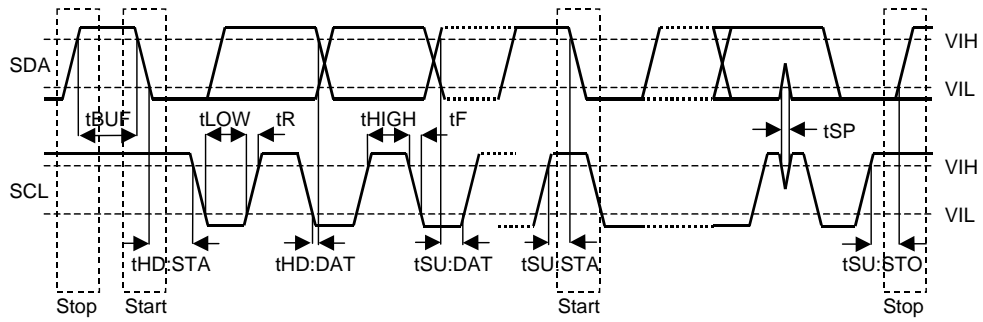 VIH
SDA
VIL
tBUF tLOW tR tHIGH tF tSP
VIH
SCL
VIL
tHD:STA tHD:DAT tSU:DAT tSU:STA tSU:STO
Stop Start Start Stop